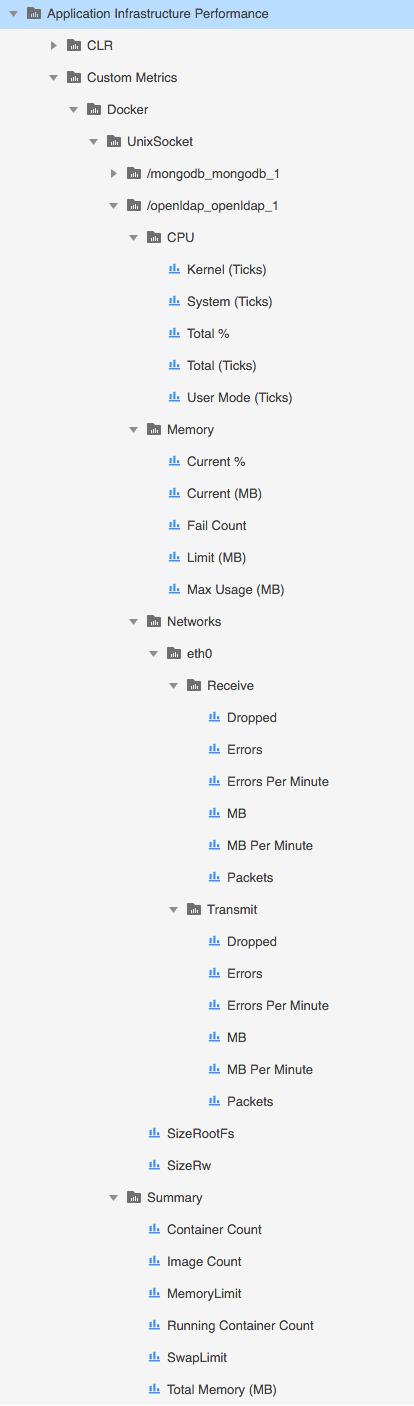 Application Infrastructure Performance
CLR
Custom Metrics
Docker
UnixSocket
/mongodb_mongodb_1
/openldap_openldap_1
CPU
Kernel (Ticks)
System (Ticks)
Total %
Total (Ticks)
User Mode (Ticks)
Memory
Current %
Current (MB)
Fail Count
Limit (MB)
Max Usage (MB)
Networks
eth0
Receive
Dropped
Errors
Errors Per Minute
MB
MB Per Minute
Packets
Transmit
Dropped
Errors
Errors Per Minute
MB
MB Per Minute
Packets
SizeRootFs
SizeRw
Summary
Container Count
Image Count
MemoryLimit
Running Container Count
SwapLimit
Total Memory (MB)